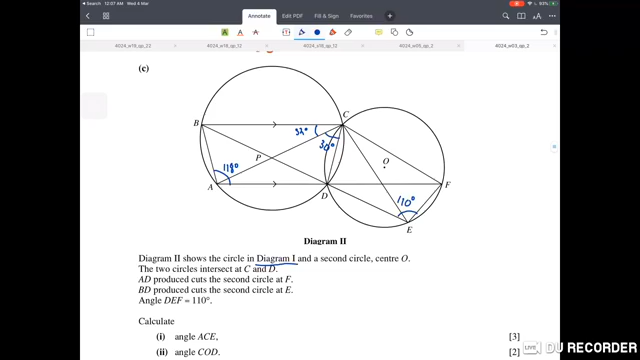 12:07 AM Wed 4 Mar
93%
Annotate
Edit PDF
Fill & Sign
Favorites
4024_w18_qp_22
4024_w18_qp_12
4024_s18_qp_12
4024_w05_qp_2
4024_w03_qp_2
(c)
B
C
32°
30°
O
P
118°
110°
A
D
F
E
Diagram II
Diagram II shows the circle in Diagram I and a second circle, centre O.
The two circles intersect at C and D.
AD produced cuts the second circle at F.
BD produced cuts the second circle at E.
Angle DEF = 110°.
Calculate
(i) angle ACE, [3]
(ii) angle COD. [2]
LIVE DU RECORDER